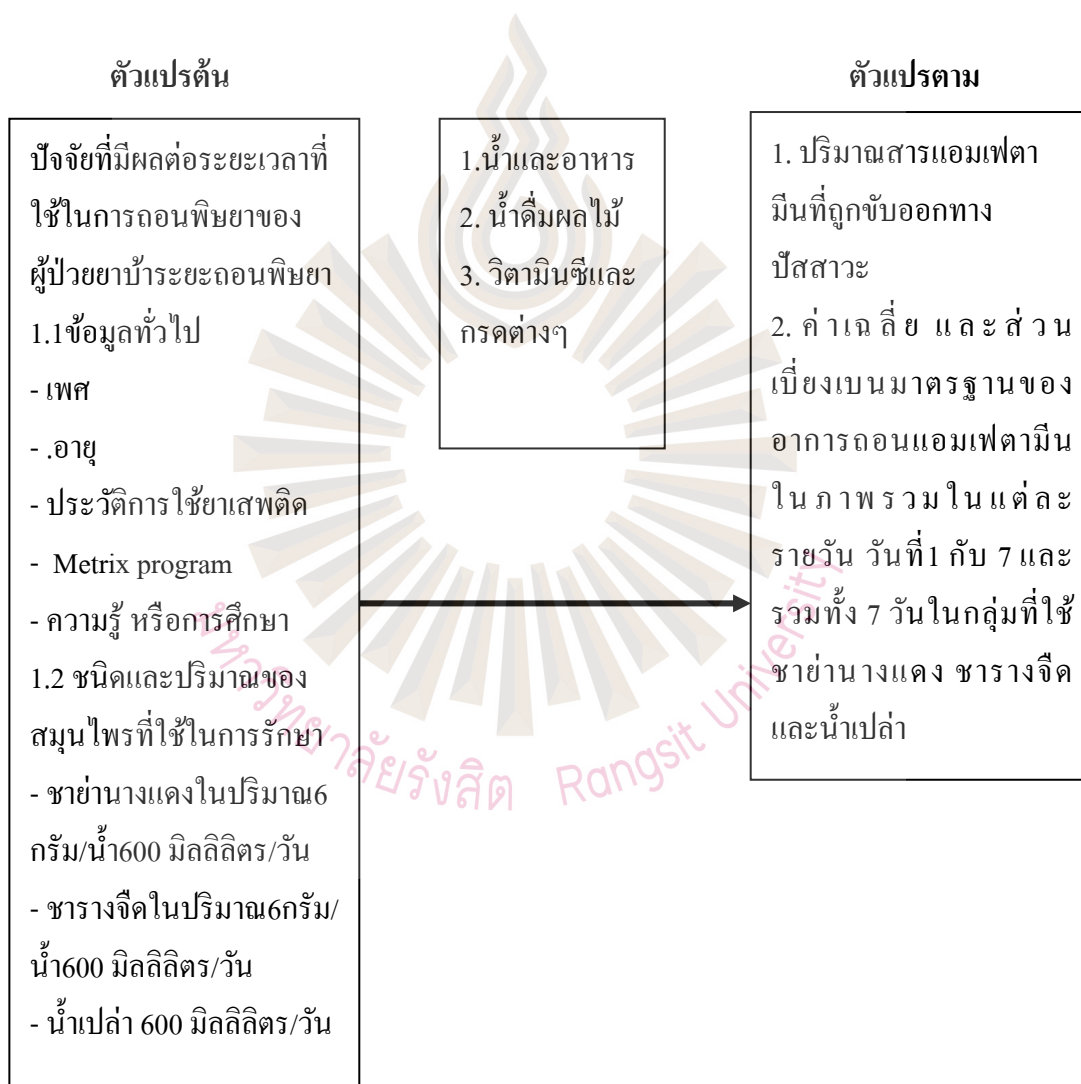 ตัวแปรต้น
ปัจจัยที่มีผลต่อระยะเวลาที่
ใช้ในการถอนพิษยาของ
ผู้ป่วยยาบ้าระยะถอนพิษยา
1.1ข้อมูลทั่วไป
- เพศ
- .อายุ
- ประวัติการใช้ยาเสพติด
- Metrix program
- ความรู้ หรือการศึกษา
1.2 ชนิดและปริมาณของ
สมุนไพรที่ใช้ในการรักษา
- ชาย่านางแดงในปริมาณ6
กรัม/น้ำ600 มิลลิลิตร/วัน
- ชารางจืดในปริมาณ6กรัม/
น้ำ600 มิลลิลิตร/วัน
- น้ำเปล่า 600 มิลลิลิตร/วัน
1.น้ำและอาหาร
2. น้ำดื่มผลไม้
3. วิตามินซีและ
กรดต่างๆ
ตัวแปรตาม
1. ปริมาณสารแอมเฟตา
มีนที่ถูกขับออกทาง
ปัสสาวะ
2. ค่าเฉลี่ย และส่วน
เบี่ยงเบนมาตรฐานของ
อาการถอนแอมเฟตามีน
ในภาพรวมในแต่ละ
รายวัน วันที่1 กับ 7 และ
รวมทั้ง 7 วันในกลุ่มที่ใช้
ชาย่านางแดง ชารางจืด
และน้ำเปล่า
มหาวิทยาลัยรังสิต Rangsit University